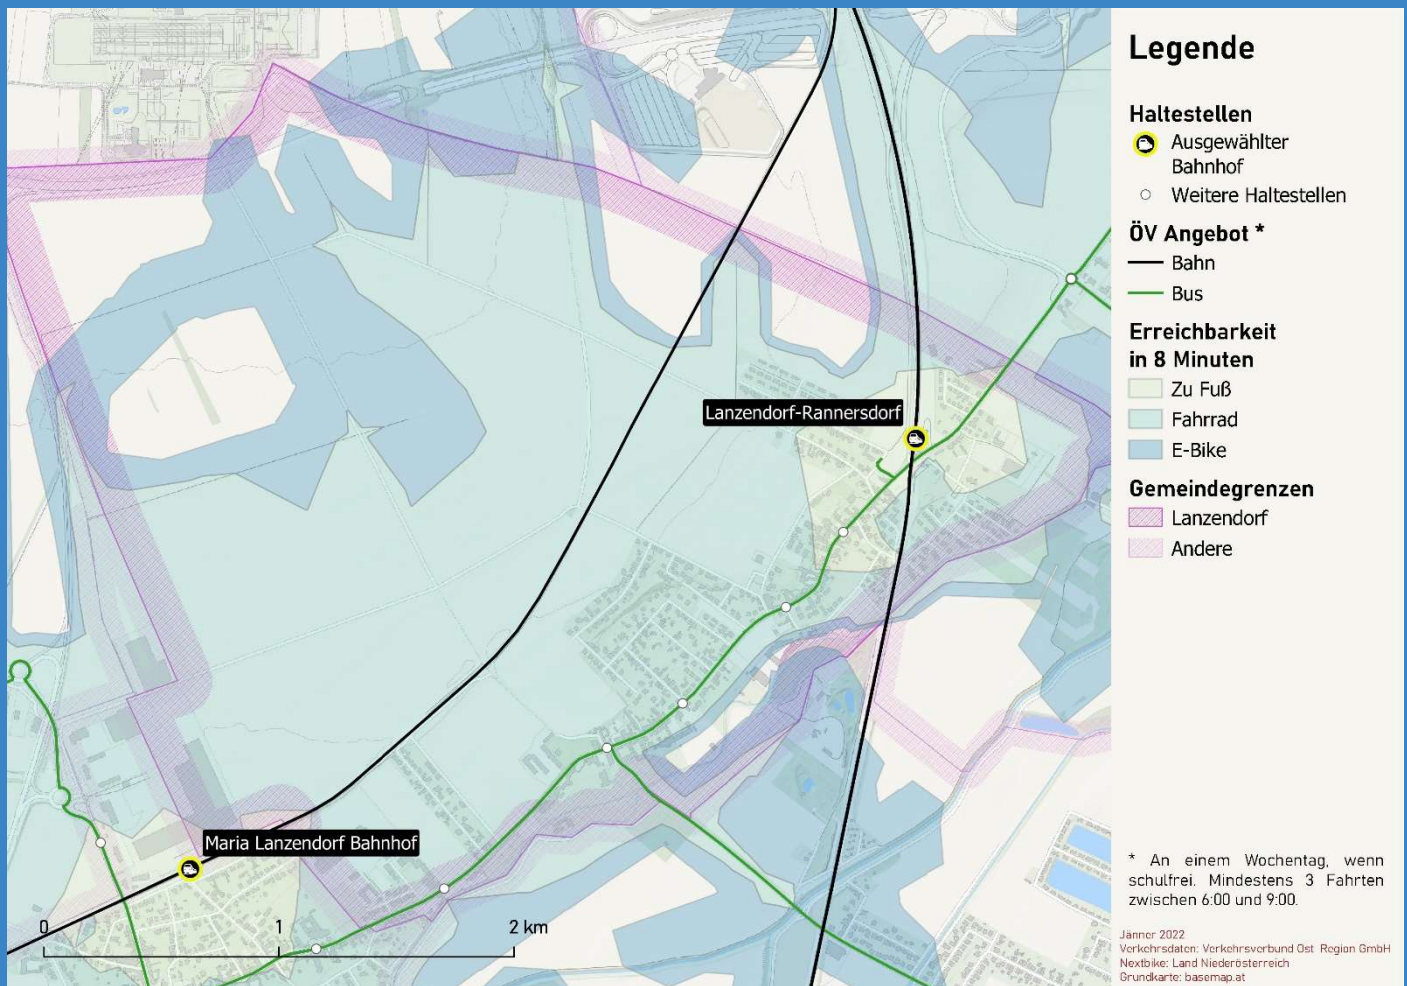 Legende
Haltestellen
Ausgewählter
Bahnhof
Weitere Haltestellen
ÖV Angebot *
Bahn
Bus
Erreichbarkeit
in 8 Minuten
Zu Fuß
Fahrrad
E-Bike
Gemeindegrenzen
Lanzendorf
Andere
Lanzendorf-Rannersdorf
Maria Lanzendorf Bahnhof
0 1 2 km
* An einem Wochentag, wenn
schulfrei. Mindestens 3 Fahrten
zwischen 6:00 und 9:00.
Jänner 2022
Verkehrsdaten: Verkehrsverbund Ost Region GmbH
Nextbike: Land Niederösterreich
Grundkarte: basemap.at